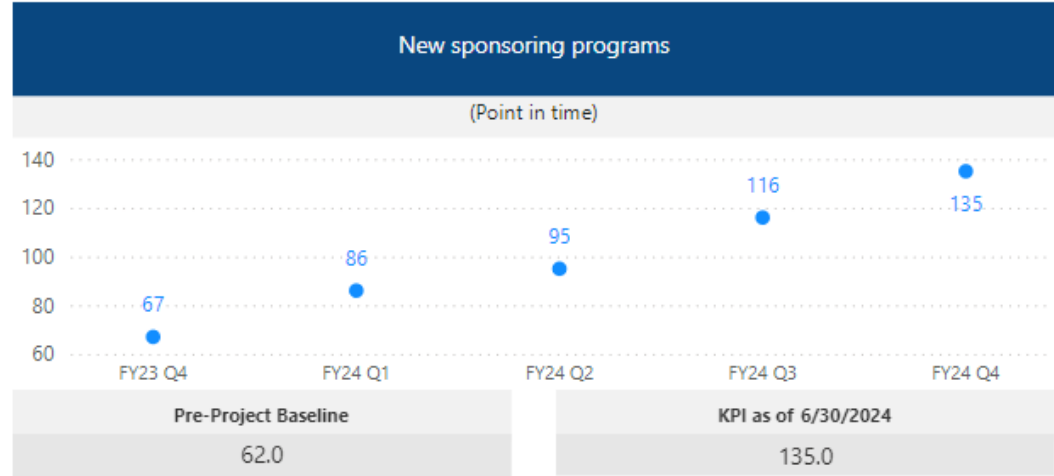 New sponsoring programs
(Point in time)
140
120
100
80
60
67
86
95
116
135
FY23 Q4
FY24 Q1
FY24 Q2
FY24 Q3
FY24 Q4
Pre-Project Baseline
62.0
KPI as of 6/30/2024
135.0